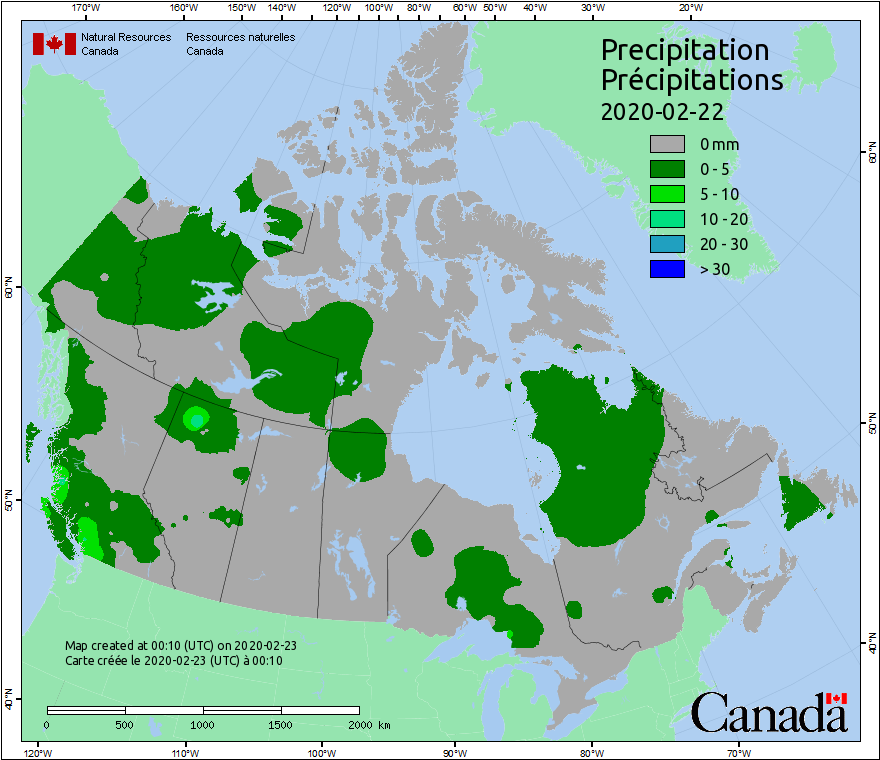 170°W 160°W 150°W 140°W 120°W 100°W 80°W 60°W 50°W 40°W 30°W 20°W
Natural Resources Ressources naturelles
Canada Canada
Precipitation
Précipitations
2020-02-22
0 mm
0 - 5
5 - 10
10 - 20
20 - 30
> 30
60°N 60°N
50°N 50°N
40°N 40°N
Map created at 00:10 (UTC) on 2020-02-23
Carte créée le 2020-02-23 (UTC) à 00:10
0 500 1000 1500 2000 km
Canada
120°W 110°W 100°W 90°W 80°W 70°W